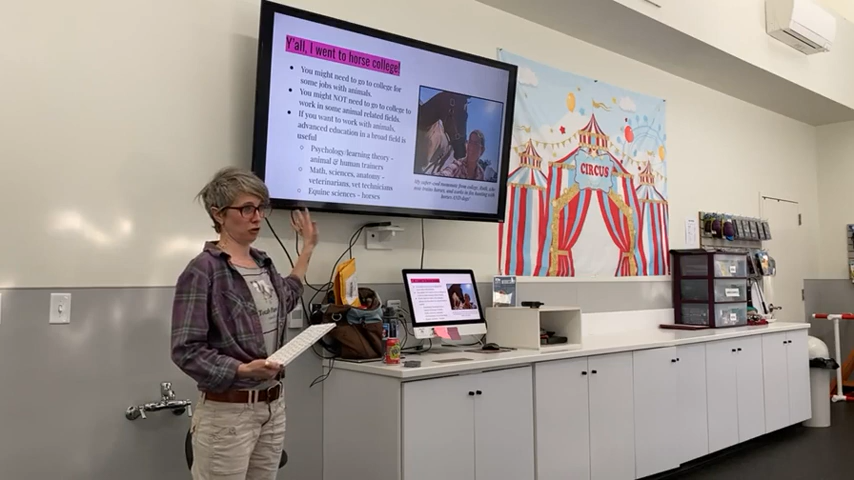 Y'all, I went to horse college!
• You might need to go to college for
some jobs with animals.
• You might NOT need to go to college to
work in some animal related fields.
• If you want to work with animals,
advanced education in a broad field is
useful
○ Psychology/learning theory -
animal & human trainers
○ Math, sciences, anatomy -
veterinarians, vet technicians
○ Equine sciences - horses
CIRCUS